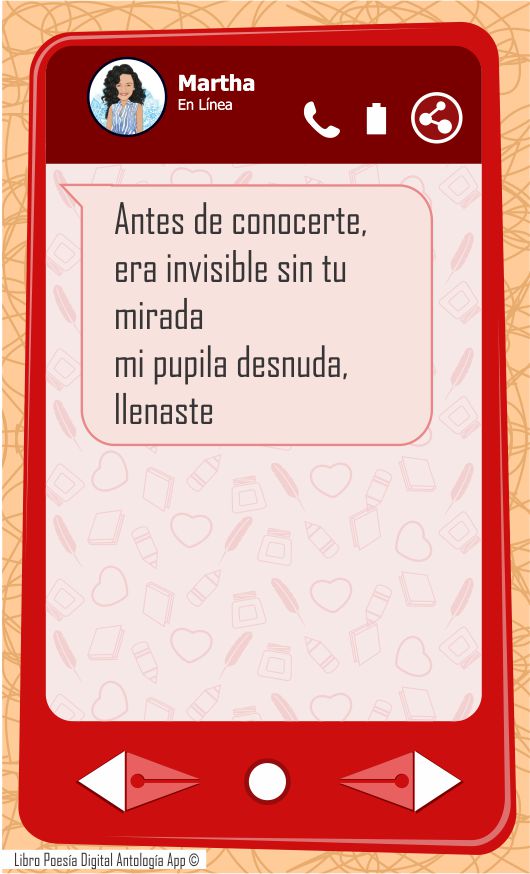 Martha
En Línea
Antes de conocerte,
era invisible sin tu
mirada
mi pupila desnuda,
llenaste
Libro Poesía Digital Antología App ©